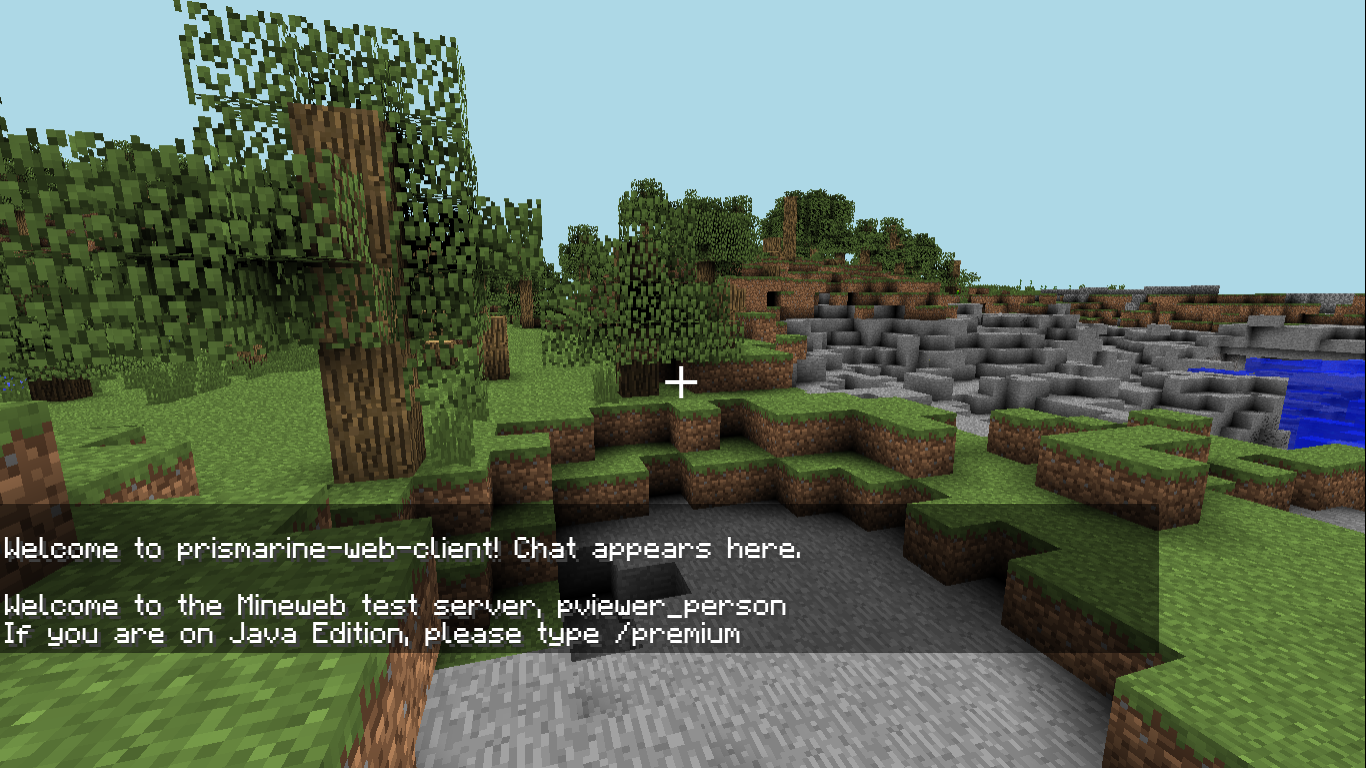 Welcome to prismarine-web-client! Chat appears here.
Welcome to the Mineweb test server, pviewer_person
If you are on Java Edition, please type /premium